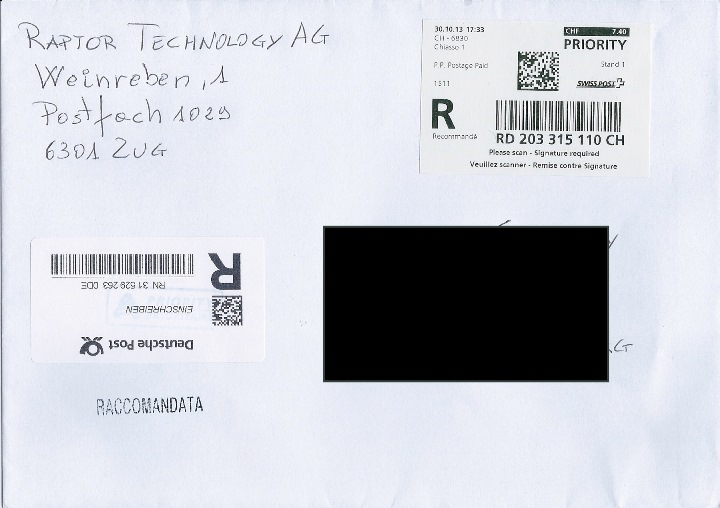 RAPTOR TECHNOLOGY AG
Weinreben, 1
Postfach 1029
6301 ZUG
30.10.13 17:33
CH - 6830
Chiasso 1
P.P. Postage Paid
1511
CHF 7.40
PRIORITY
Stand 1
SWISS POST
R
Recommandé
RD 203 315 110 CH
Please scan - Signature required
Veuillez scanner - Remise contre Signature
Deutsche Post
EINSCHREIBEN
R
RN 31 529 263 0DE
RACCOMANDATA